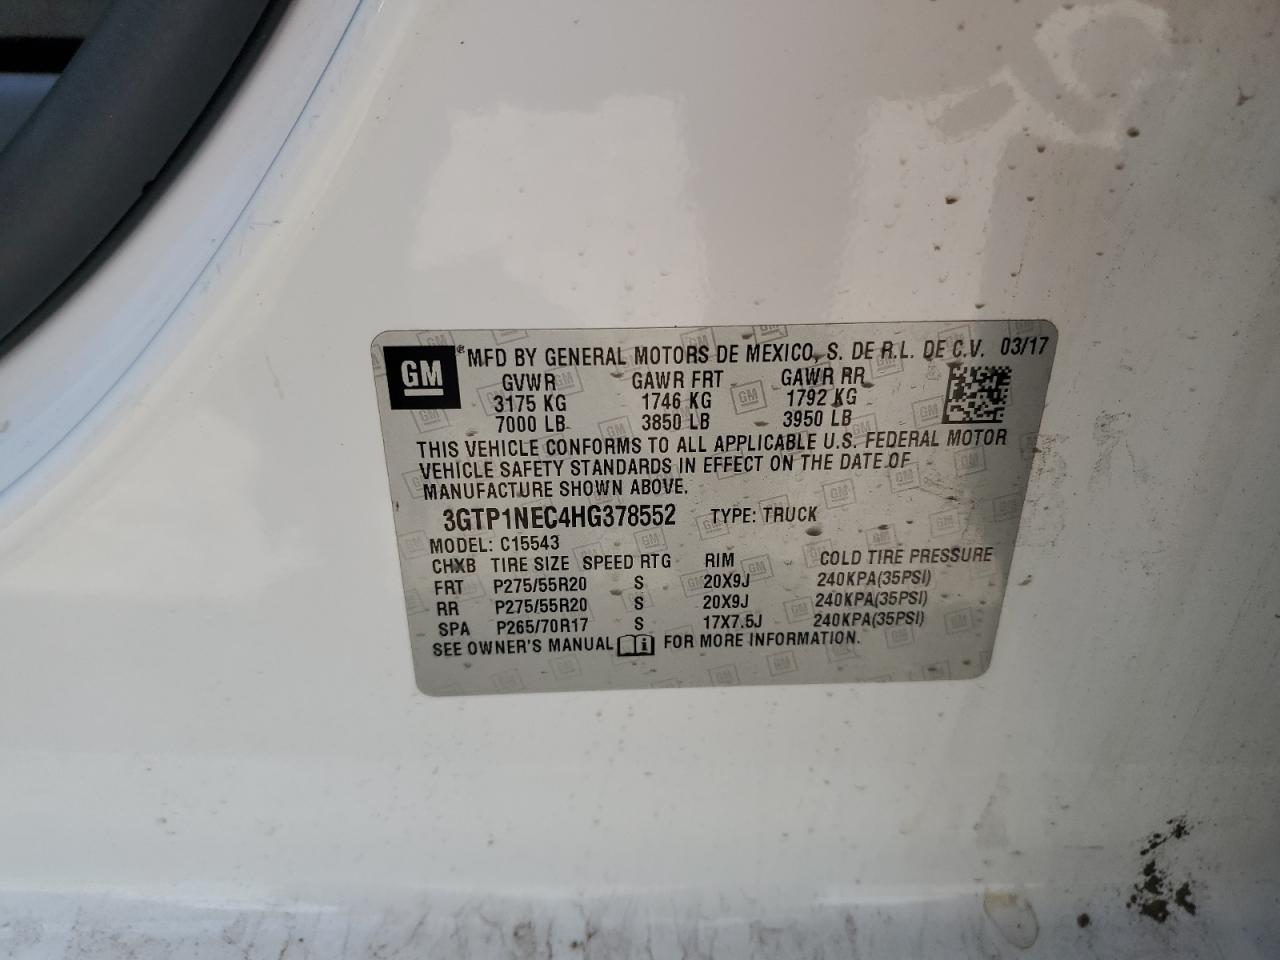 GM
MFD BY GENERAL MOTORS DE MEXICO, S. DE R.L. DE C.V. 03/17
GVWR GAWR FRT GAWR RR
3175 KG 1746 KG 1792 KG
7000 LB 3850 LB 3950 LB
THIS VEHICLE CONFORMS TO ALL APPLICABLE U.S. FEDERAL MOTOR
VEHICLE SAFETY STANDARDS IN EFFECT ON THE DATE OF
MANUFACTURE SHOWN ABOVE.
3GTP1NEC4HG378552 TYPE: TRUCK
MODEL: C15543
CHXB TIRE SIZE SPEED RTG RIM COLD TIRE PRESSURE
FRT P275/55R20 S 20X9J 240KPA(35PSI)
RR P275/55R20 S 20X9J 240KPA(35PSI)
SPA P265/70R17 S 17X7.5J 240KPA(35PSI)
SEE OWNER'S MANUAL i FOR MORE INFORMATION.